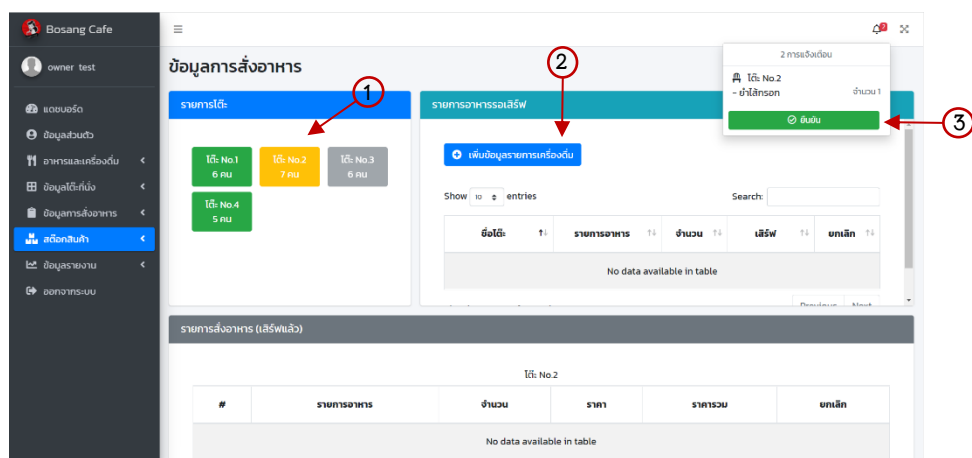 Bosang Cafe
owner test
แดชบอร์ด
ข้อมูลส่วนตัว
อาหารและเครื่องดื่ม
ข้อมูลโต๊ะที่นั่ง
ข้อมูลการสั่งอาหาร
สต๊อกสินค้า
ข้อมูลรายงาน
ออกจากระบบ
2
ข้อมูลการสั่งอาหาร
2 การแจ้งเตือน
โต๊ะ No.2
- ยำไส้กรอก จำนวน 1
ยืนยัน
1
2
3
รายการโต๊ะ
โต๊ะ No.1
6 คน
โต๊ะ No.2
7 คน
โต๊ะ No.3
6 คน
โต๊ะ No.4
5 คน
รายการอาหารรอเสิร์ฟ
เพิ่มข้อมูลรายการเครื่องดื่ม
Show 10 entries
Search:
ชื่อโต๊ะ รายการอาหาร จำนวน เสิร์ฟ ยกเลิก
No data available in table
Previous Next
รายการสั่งอาหาร (เสิร์ฟแล้ว)
โต๊ะ No.2
# รายการอาหาร จำนวน ราคา ราคารวม ยกเลิก
No data available in table